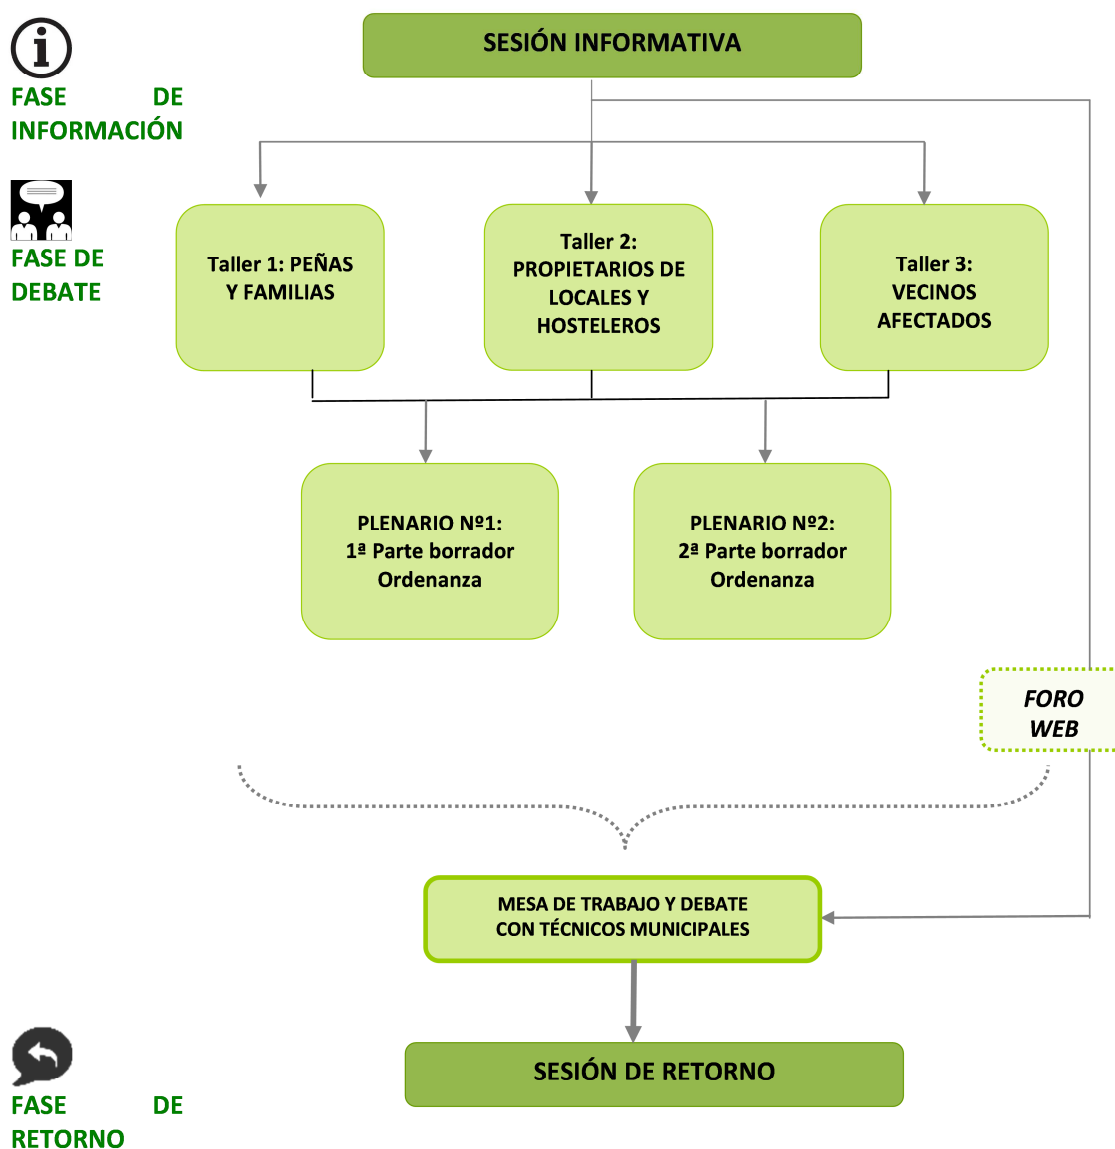 SESIÓN INFORMATIVA
FASE DE
INFORMACIÓN
FASE DE
DEBATE
Taller 1: PEÑAS
Y FAMILIAS
Taller 2:
PROPIETARIOS DE
LOCALES Y
HOSTELEROS
Taller 3:
VECINOS
AFECTADOS
PLENARIO Nº1:
1ª Parte borrador
Ordenanza
PLENARIO Nº2:
2ª Parte borrador
Ordenanza
FORO
WEB
MESA DE TRABAJO Y DEBATE
CON TÉCNICOS MUNICIPALES
SESIÓN DE RETORNO
FASE DE
RETORNO